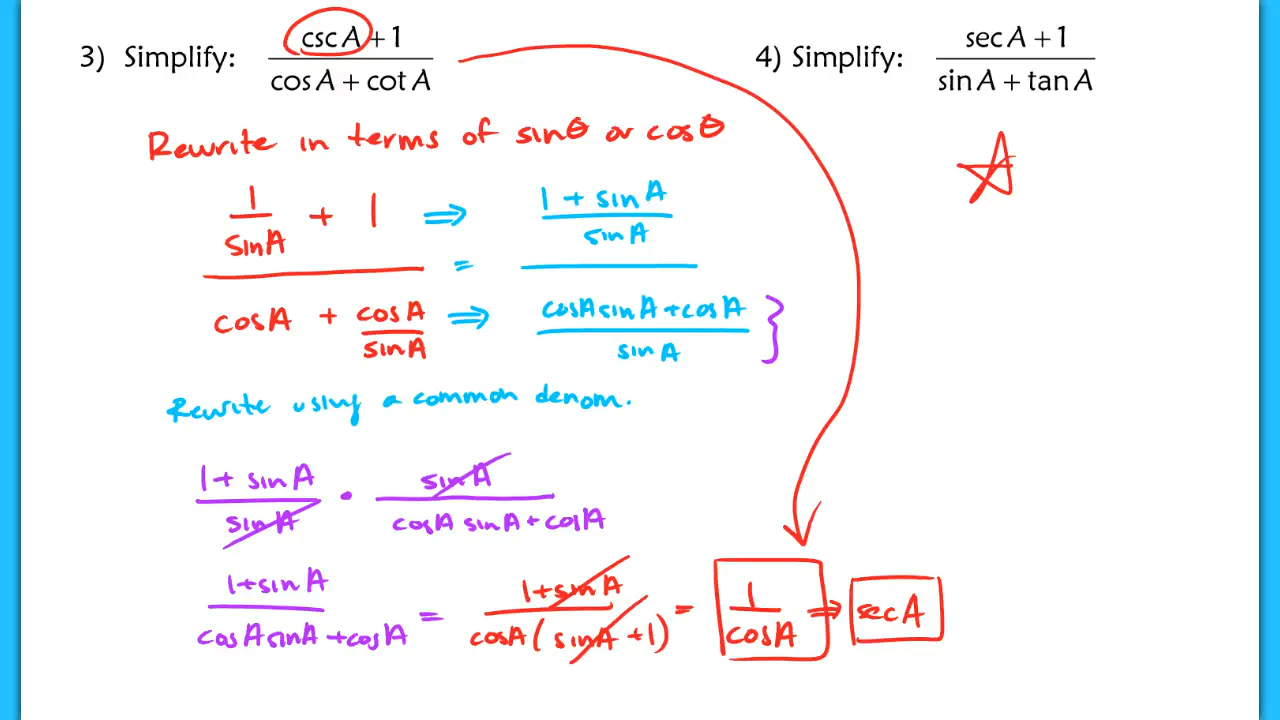 3) Simplify: (csc A + 1)/(cos A + cot A)
4) Simplify: (sec A + 1)/(sin A + tan A)
Rewrite in terms of sinθ or cosθ
1/sinA + 1 ⇒ (1 + sinA)/sinA
=
cosA + cosA/sinA ⇒ (cosA sinA + cosA)/sinA }
Rewrite using a common denom.
(1 + sinA)/sinA • sinA/(cosA sinA + cosA)
(1 + sinA)/(cosA sinA + cosA) = (1 + sinA)/(cosA(sinA + 1)) = 1/cosA ⇒ secA